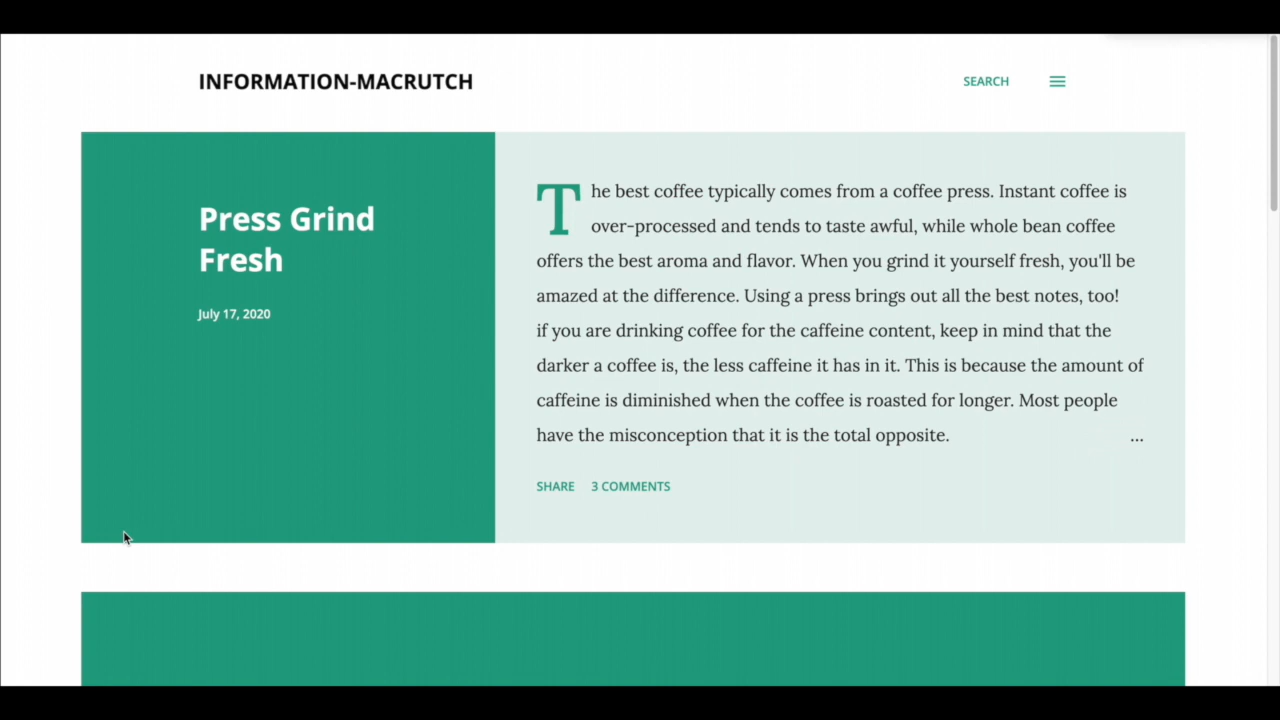 INFORMATION-MACRUTCH
SEARCH
Press Grind
Fresh
July 17, 2020
The best coffee typically comes from a coffee press. Instant coffee is
over-processed and tends to taste awful, while whole bean coffee
offers the best aroma and flavor. When you grind it yourself fresh, you'll be
amazed at the difference. Using a press brings out all the best notes, too!
if you are drinking coffee for the caffeine content, keep in mind that the
darker a coffee is, the less caffeine it has in it. This is because the amount of
caffeine is diminished when the coffee is roasted for longer. Most people
have the misconception that it is the total opposite. ...
SHARE 3 COMMENTS